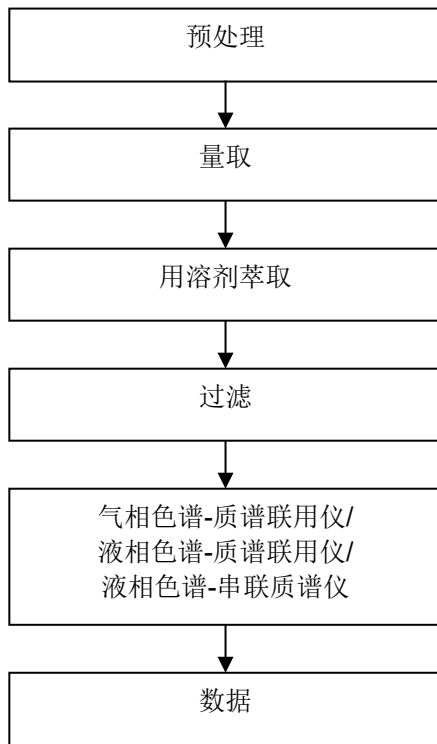 预处理
量取
用溶剂萃取
过滤
气相色谱-质谱联用仪/
液相色谱-质谱联用仪/
液相色谱-串联质谱仪
数据